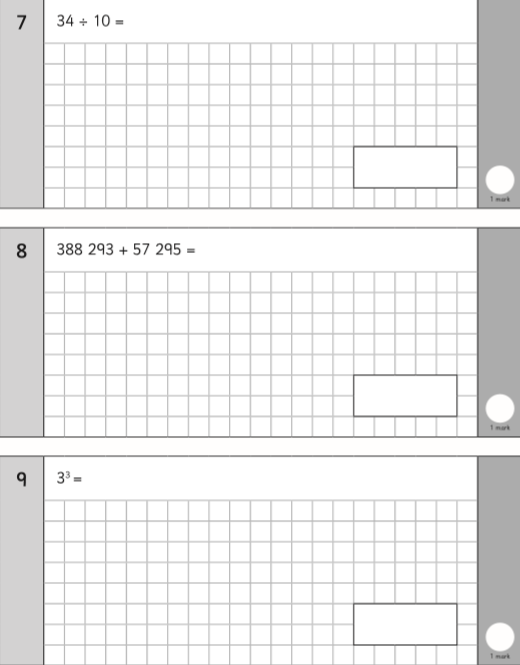 7
34 ÷ 10 =
1 mark
8
388 293 + 57 295 =
1 mark
9
3³ =
1 mark